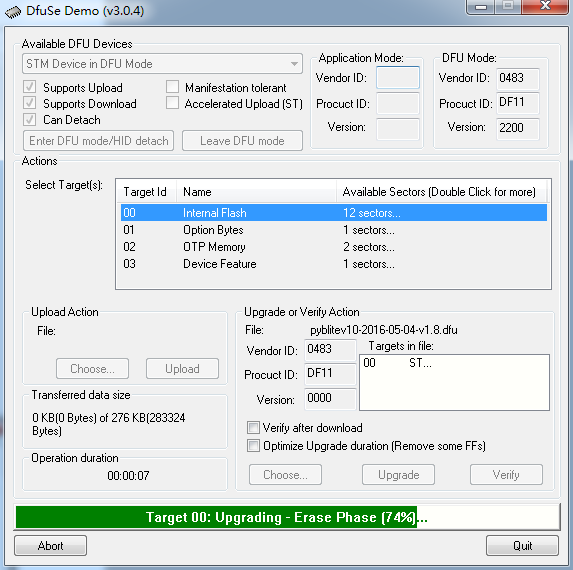 DfuSe Demo (v3.0.4)
Available DFU Devices
STM Device in DFU Mode
Supports Upload
Manifestation tolerant
Supports Download
Accelerated Upload (ST)
Can Detach
Enter DFU mode/HID detach
Leave DFU mode
Application Mode:
Vendor ID:
Procuct ID:
Version:
DFU Mode:
Vendor ID: 0483
Procuct ID: DF11
Version: 2200
Actions
Select Target(s):
Target Id Name Available Sectors (Double Click for more)
00 Internal Flash 12 sectors...
01 Option Bytes 1 sectors...
02 OTP Memory 2 sectors...
03 Device Feature 1 sectors...
Upload Action
File:
Choose...
Upload
Transferred data size
0 KB(0 Bytes) of 276 KB(283324
Bytes)
Operation duration
00:00:07
Upgrade or Verify Action
File: pyblitev10-2016-05-04-v1.8.dfu
Vendor ID: 0483
Procuct ID: DF11
Version: 0000
Targets in file:
00 ST...
Verify after download
Optimize Upgrade duration (Remove some FFs)
Choose...
Upgrade
Verify
Target 00: Upgrading - Erase Phase (74%)...
Abort
Quit